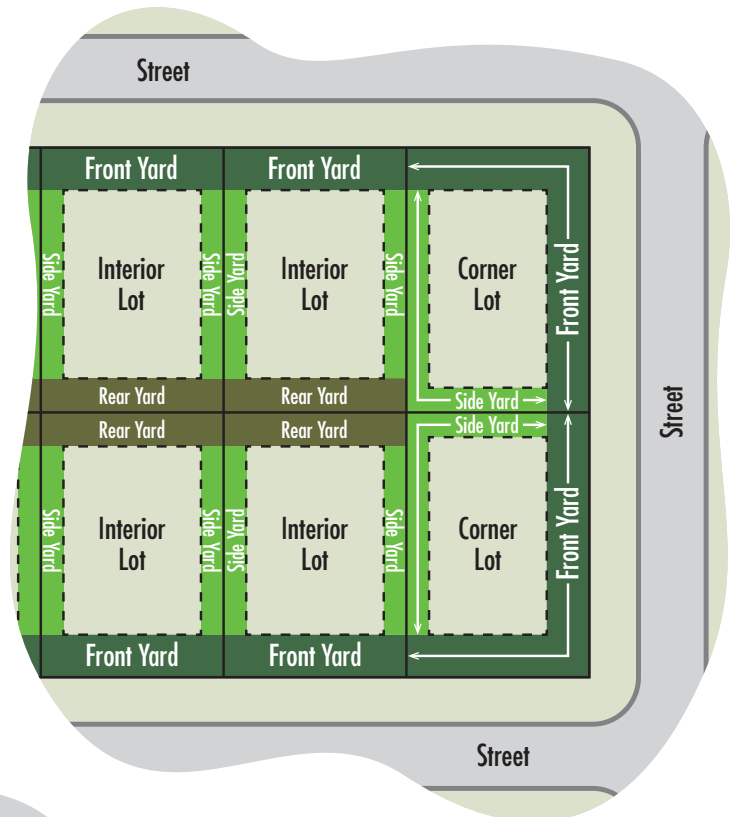 Street
Front Yard
Front Yard
Side Yard
Interior
Lot
Side Yard
Side Yard
Interior
Lot
Side Yard
Corner
Lot
Front Yard
Rear Yard
Rear Yard
Side Yard
Street
Rear Yard
Rear Yard
Side Yard
Side Yard
Interior
Lot
Side Yard
Side Yard
Interior
Lot
Side Yard
Corner
Lot
Front Yard
Front Yard
Front Yard
Street